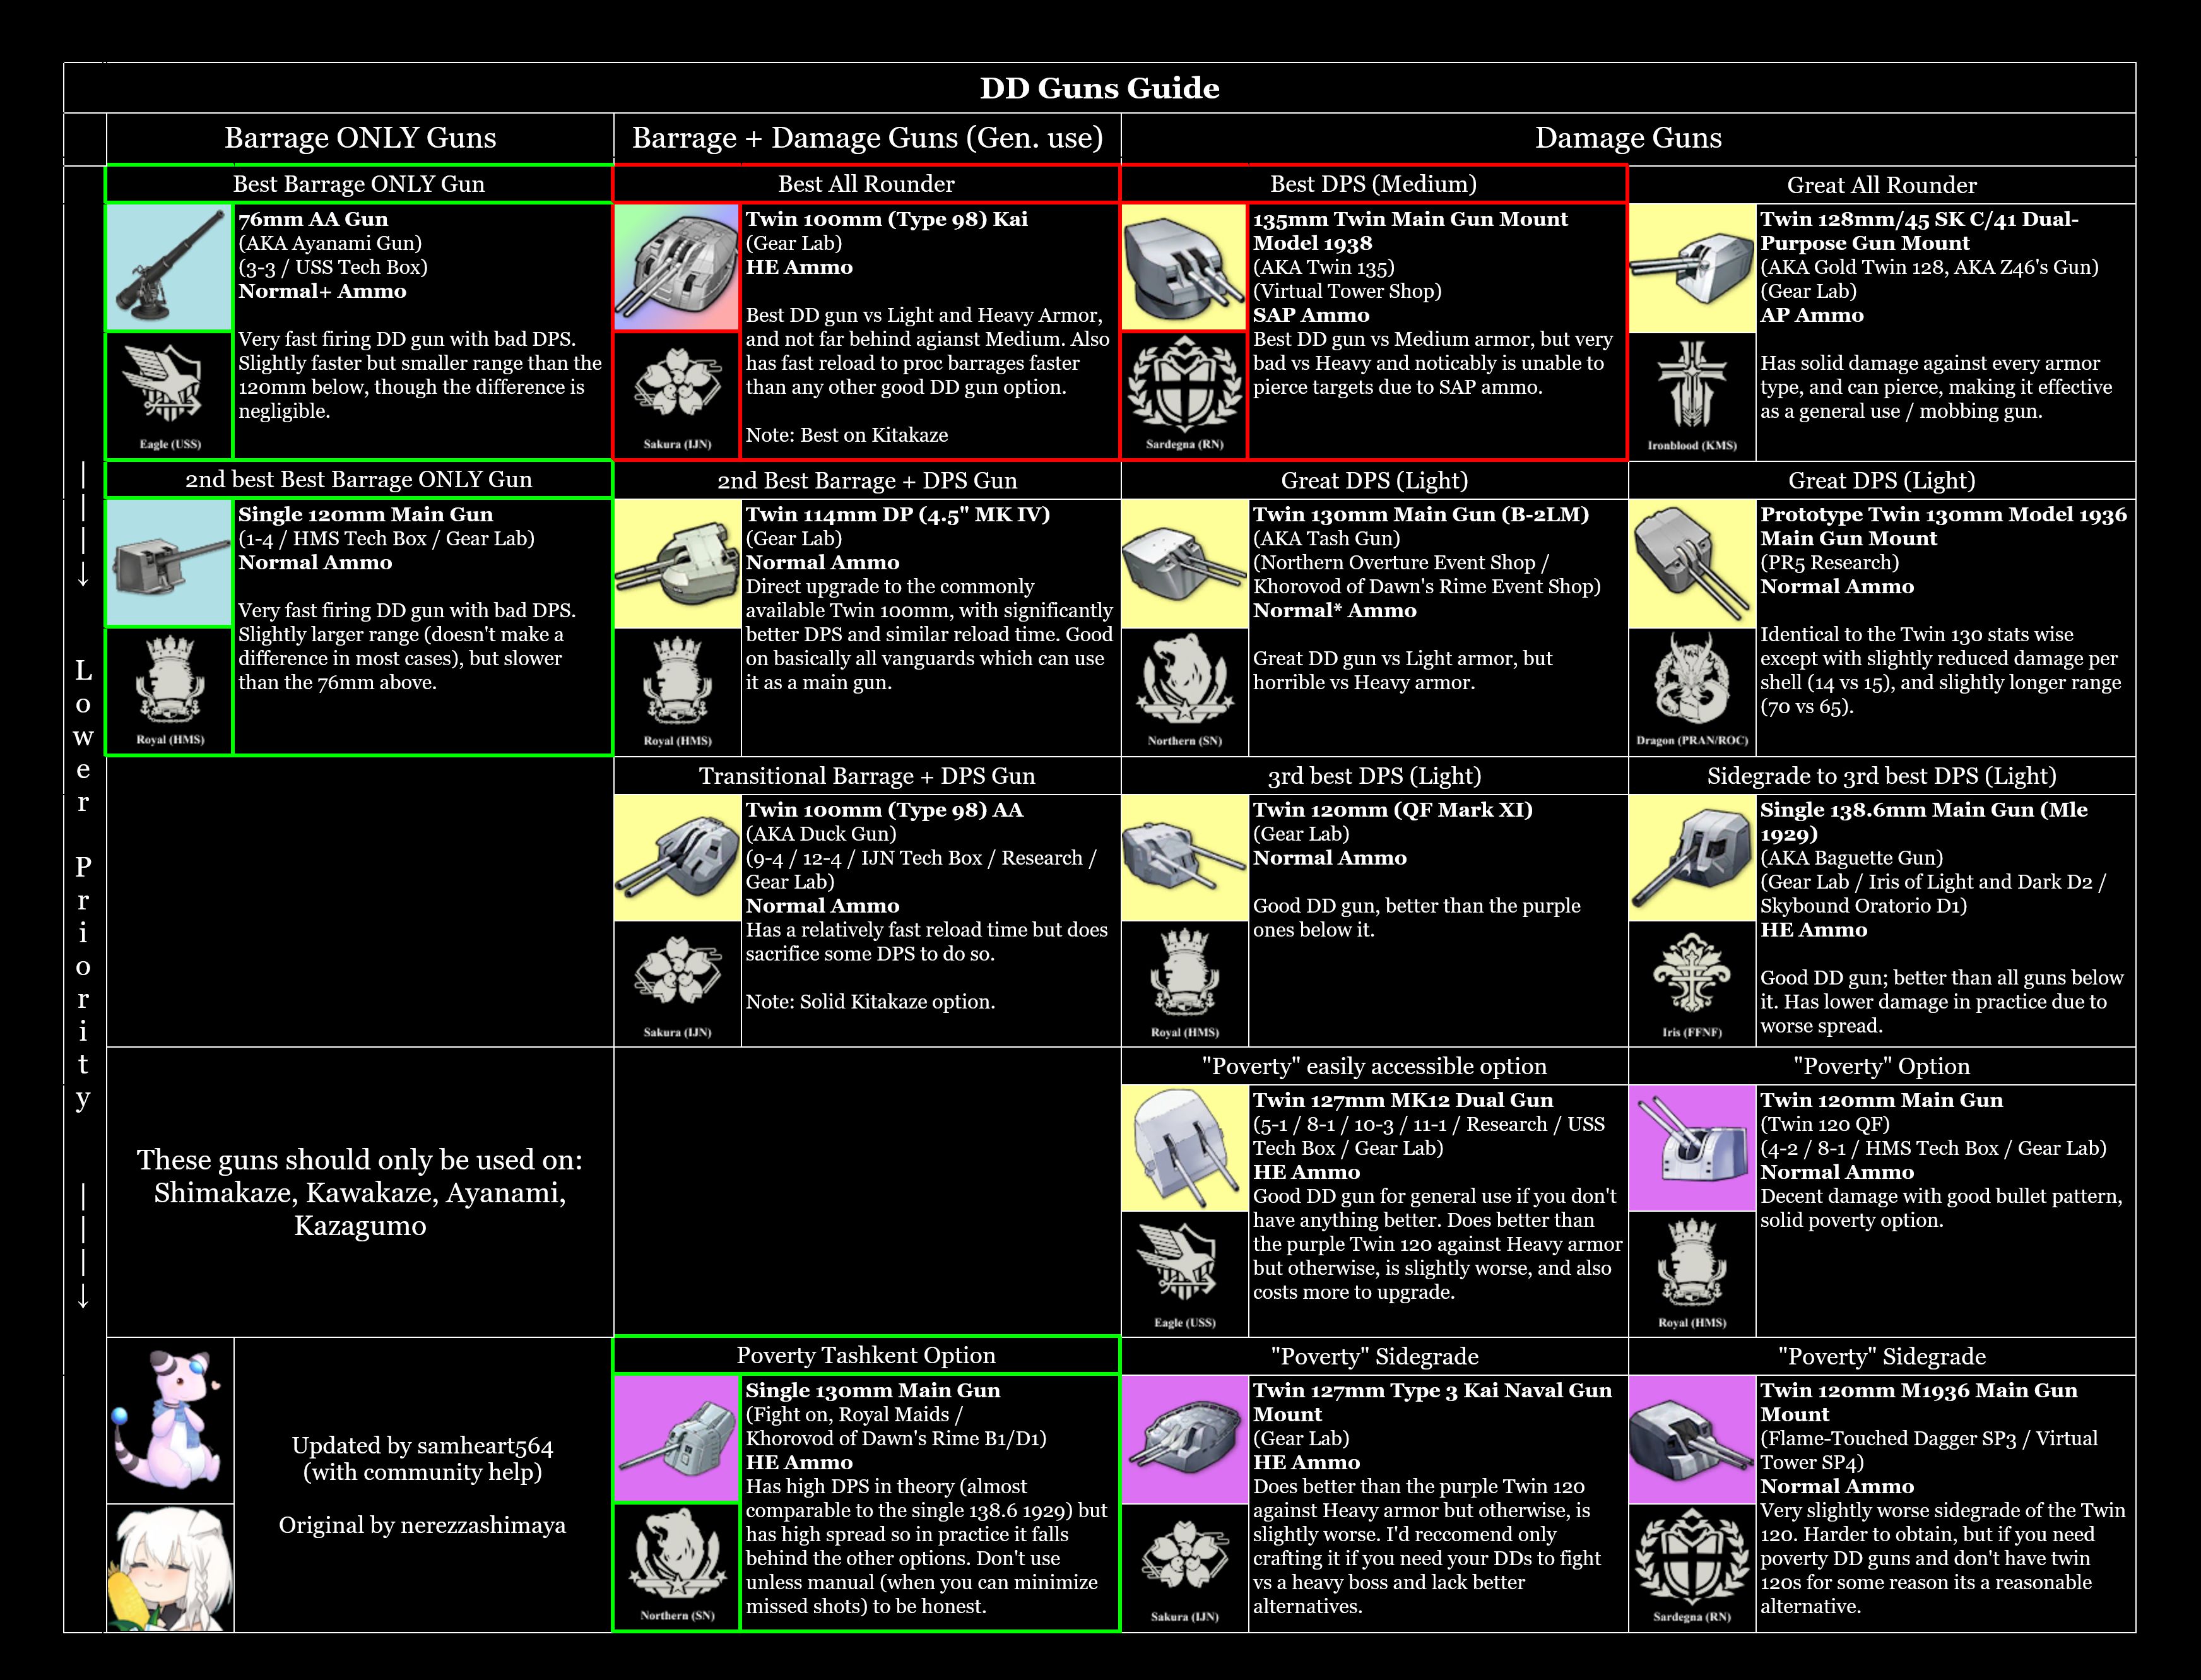 DD Guns Guide
Barrage ONLY Guns
Barrage + Damage Guns (Gen. use)
Damage Guns
Lower Priority
Best Barrage ONLY Gun
76mm AA Gun
(AKA Ayanami Gun)
(3-3 / USS Tech Box)
Normal+ Ammo
Very fast firing DD gun with bad DPS.
Slightly faster but smaller range than the
120mm below, though the difference is
negligible.
Eagle (USS)
Best All Rounder
Twin 100mm (Type 98) Kai
(Gear Lab)
HE Ammo
Best DD gun vs Light and Heavy Armor,
and not far behind agianst Medium. Also
has fast reload to proc barrages faster
than any other good DD gun option.
Note: Best on Kitakaze
Sakura (IJN)
Best DPS (Medium)
135mm Twin Main Gun Mount
Model 1938
(AKA Twin 135)
(Virtual Tower Shop)
SAP Ammo
Best DD gun vs Medium armor, but very
bad vs Heavy and noticably is unable to
pierce targets due to SAP ammo.
Sardegna (RN)
Great All Rounder
Twin 128mm/45 SK C/41 Dual-
Purpose Gun Mount
(AKA Gold Twin 128, AKA Z46's Gun)
(Gear Lab)
AP Ammo
Has solid damage against every armor
type, and can pierce, making it effective
as a general use / mobbing gun.
Ironblood (KMS)
2nd best Best Barrage ONLY Gun
Single 120mm Main Gun
(1-4 / HMS Tech Box / Gear Lab)
Normal Ammo
Very fast firing DD gun with bad DPS.
Slightly larger range (doesn't make a
difference in most cases), but slower
than the 76mm above.
Royal (HMS)
2nd Best Barrage + DPS Gun
Twin 114mm DP (4.5" MK IV)
(Gear Lab)
Normal Ammo
Direct upgrade to the commonly
available Twin 100mm, with significantly
better DPS and similar reload time. Good
on basically all vanguards which can use
it as a main gun.
Royal (HMS)
Great DPS (Light)
Twin 130mm Main Gun (B-2LM)
(AKA Tash Gun)
(Northern Overture Event Shop /
Khorovod of Dawn's Rime Event Shop)
Normal* Ammo
Great DD gun vs Light armor, but
horrible vs Heavy armor.
Northern (SN)
Great DPS (Light)
Prototype Twin 130mm Model 1936
Main Gun Mount
(PR5 Research)
Normal Ammo
Identical to the Twin 130 stats wise
except with slightly reduced damage per
shell (14 vs 15), and slightly longer range
(70 vs 65).
Dragon (PRAN/ROC)
Transitional Barrage + DPS Gun
Twin 100mm (Type 98) AA
(AKA Duck Gun)
(9-4 / 12-4 / IJN Tech Box / Research /
Gear Lab)
Normal Ammo
Has a relatively fast reload time but does
sacrifice some DPS to do so.
Note: Solid Kitakaze option.
Sakura (IJN)
3rd best DPS (Light)
Twin 120mm (QF Mark XI)
(Gear Lab)
Normal Ammo
Good DD gun, better than the purple
ones below it.
Royal (HMS)
Sidegrade to 3rd best DPS (Light)
Single 138.6mm Main Gun (Mle
1929)
(AKA Baguette Gun)
(Gear Lab / Iris of Light and Dark D2 /
Skybound Oratorio D1)
HE Ammo
Good DD gun; better than all guns below
it. Has lower damage in practice due to
worse spread.
Iris (FFNF)
These guns should only be used on:
Shimakaze, Kawakaze, Ayanami,
Kazagumo
"Poverty" easily accessible option
Twin 127mm MK12 Dual Gun
(5-1 / 8-1 / 10-3 / 11-1 / Research / USS
Tech Box / Gear Lab)
HE Ammo
Good DD gun for general use if you don't
have anything better. Does better than
the purple Twin 120 against Heavy armor
but otherwise, is slightly worse, and also
costs more to upgrade.
Eagle (USS)
"Poverty" Option
Twin 120mm Main Gun
(Twin 120 QF)
(4-2 / 8-1 / HMS Tech Box / Gear Lab)
Normal Ammo
Decent damage with good bullet pattern,
solid poverty option.
Royal (HMS)
Updated by samheart564
(with community help)
Original by nerezzashimaya
Poverty Tashkent Option
Single 130mm Main Gun
(Fight on, Royal Maids /
Khorovod of Dawn's Rime B1/D1)
HE Ammo
Has high DPS in theory (almost
comparable to the single 138.6 1929) but
has high spread so in practice it falls
behind the other options. Don't use
unless manual (when you can minimize
missed shots) to be honest.
Northern (SN)
"Poverty" Sidegrade
Twin 127mm Type 3 Kai Naval Gun
Mount
(Gear Lab)
HE Ammo
Does better than the purple Twin 120
against Heavy armor but otherwise, is
slightly worse. I'd reccomend only
crafting it if you need your DDs to fight
vs a heavy boss and lack better
alternatives.
Sakura (IJN)
"Poverty" Sidegrade
Twin 120mm M1936 Main Gun
Mount
(Flame-Touched Dagger SP3 / Virtual
Tower SP4)
Normal Ammo
Very slightly worse sidegrade of the Twin
120. Harder to obtain, but if you need
poverty DD guns and don't have twin
120s for some reason its a reasonable
alternative.
Sardegna (RN)